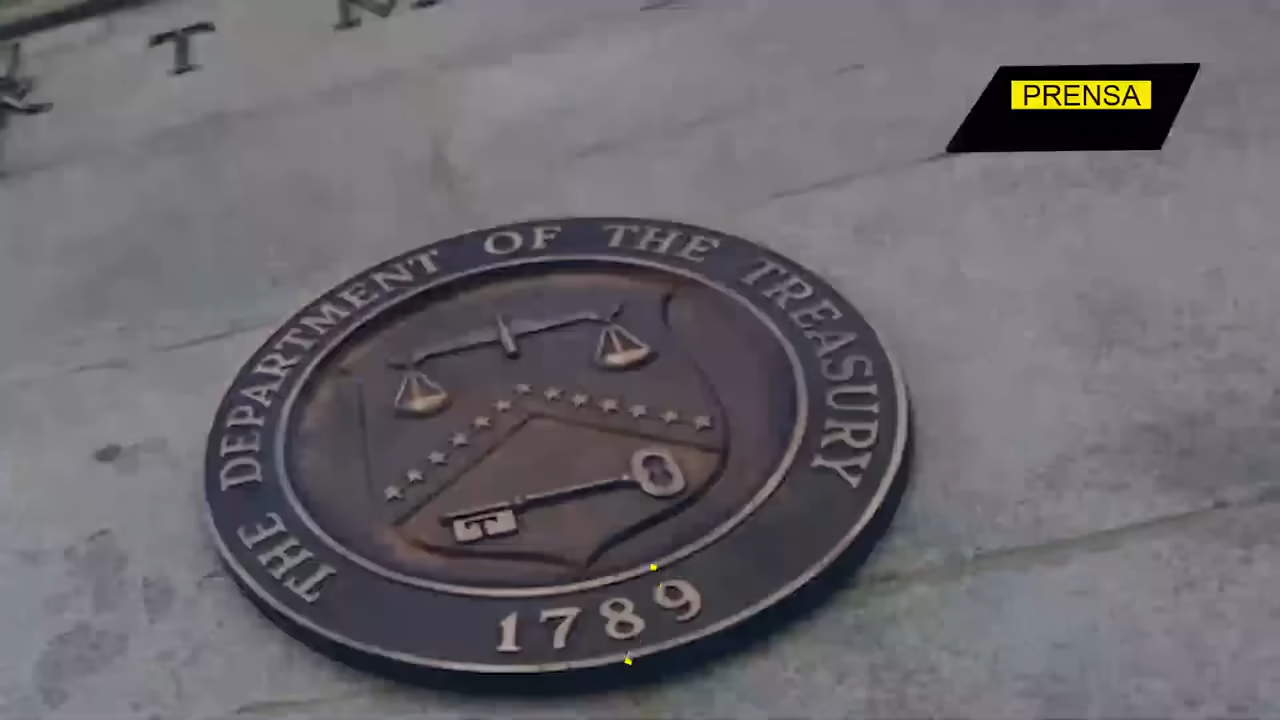 T
PRENSA
THE DEPARTMENT OF THE TREASURY
1789